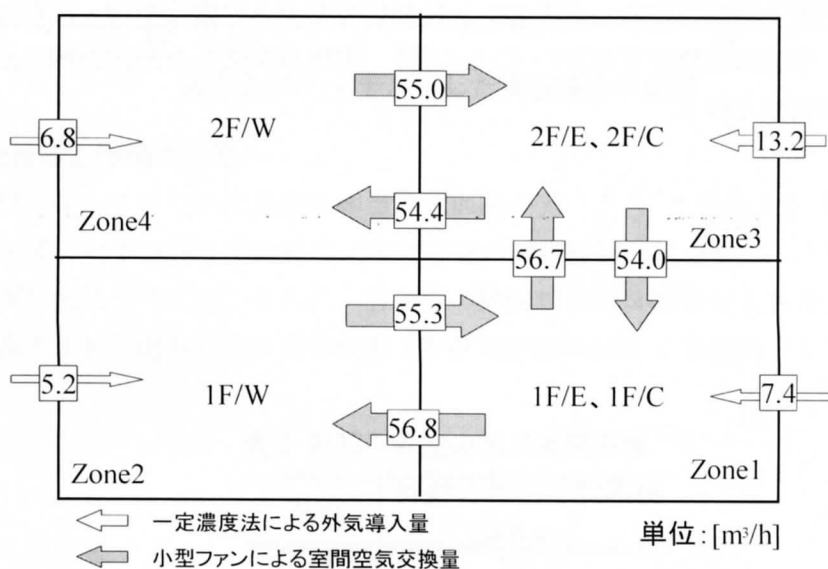 55.0
2F/W
2F/E、2F/C
6.8
13.2
54.4
Zone4
Zone3
56.7
54.0
55.3
5.2
1F/W
1F/E、1F/C
7.4
56.8
Zone2
Zone1
一定濃度法による外気導入量
単位:[m³/h]
小型ファンによる室間空気交換量